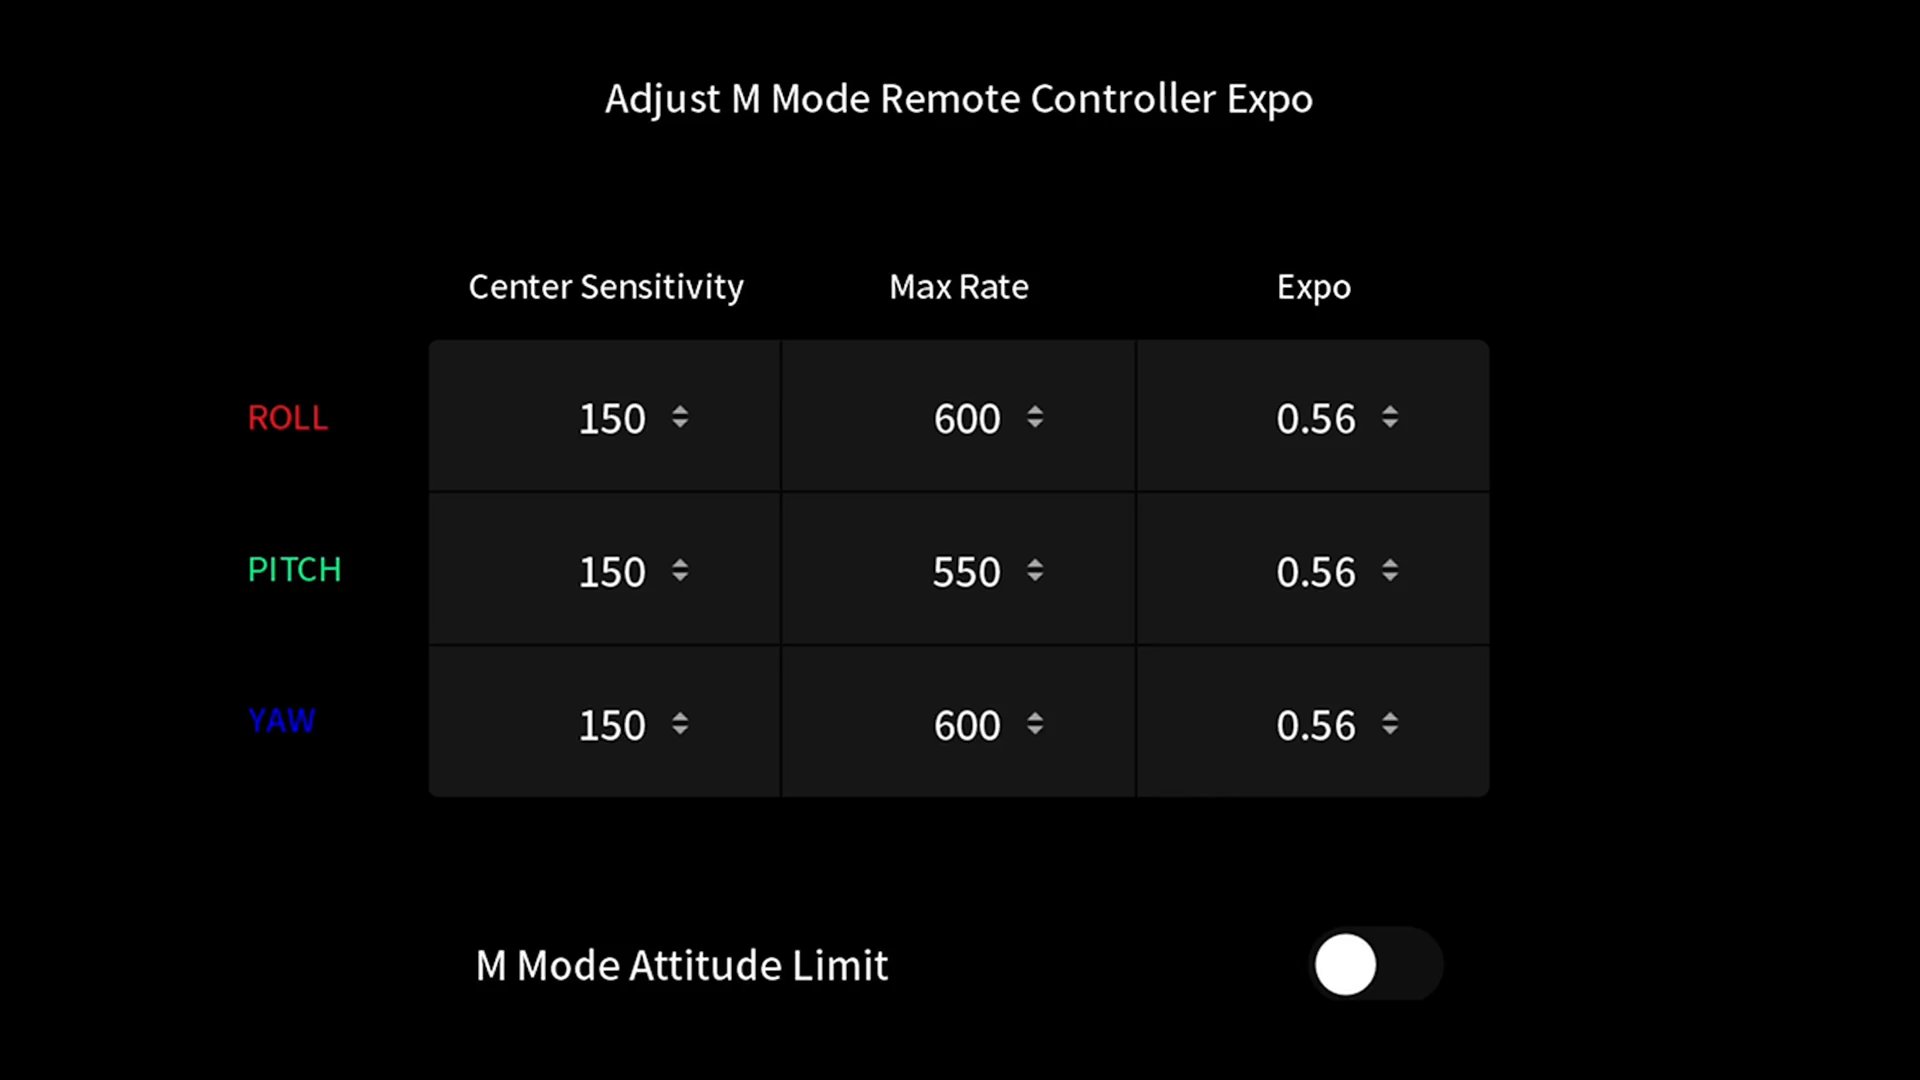 Adjust M Mode Remote Controller Expo
Center Sensitivity Max Rate Expo
ROLL 150 600 0.56
PITCH 150 550 0.56
YAW 150 600 0.56
M Mode Attitude Limit